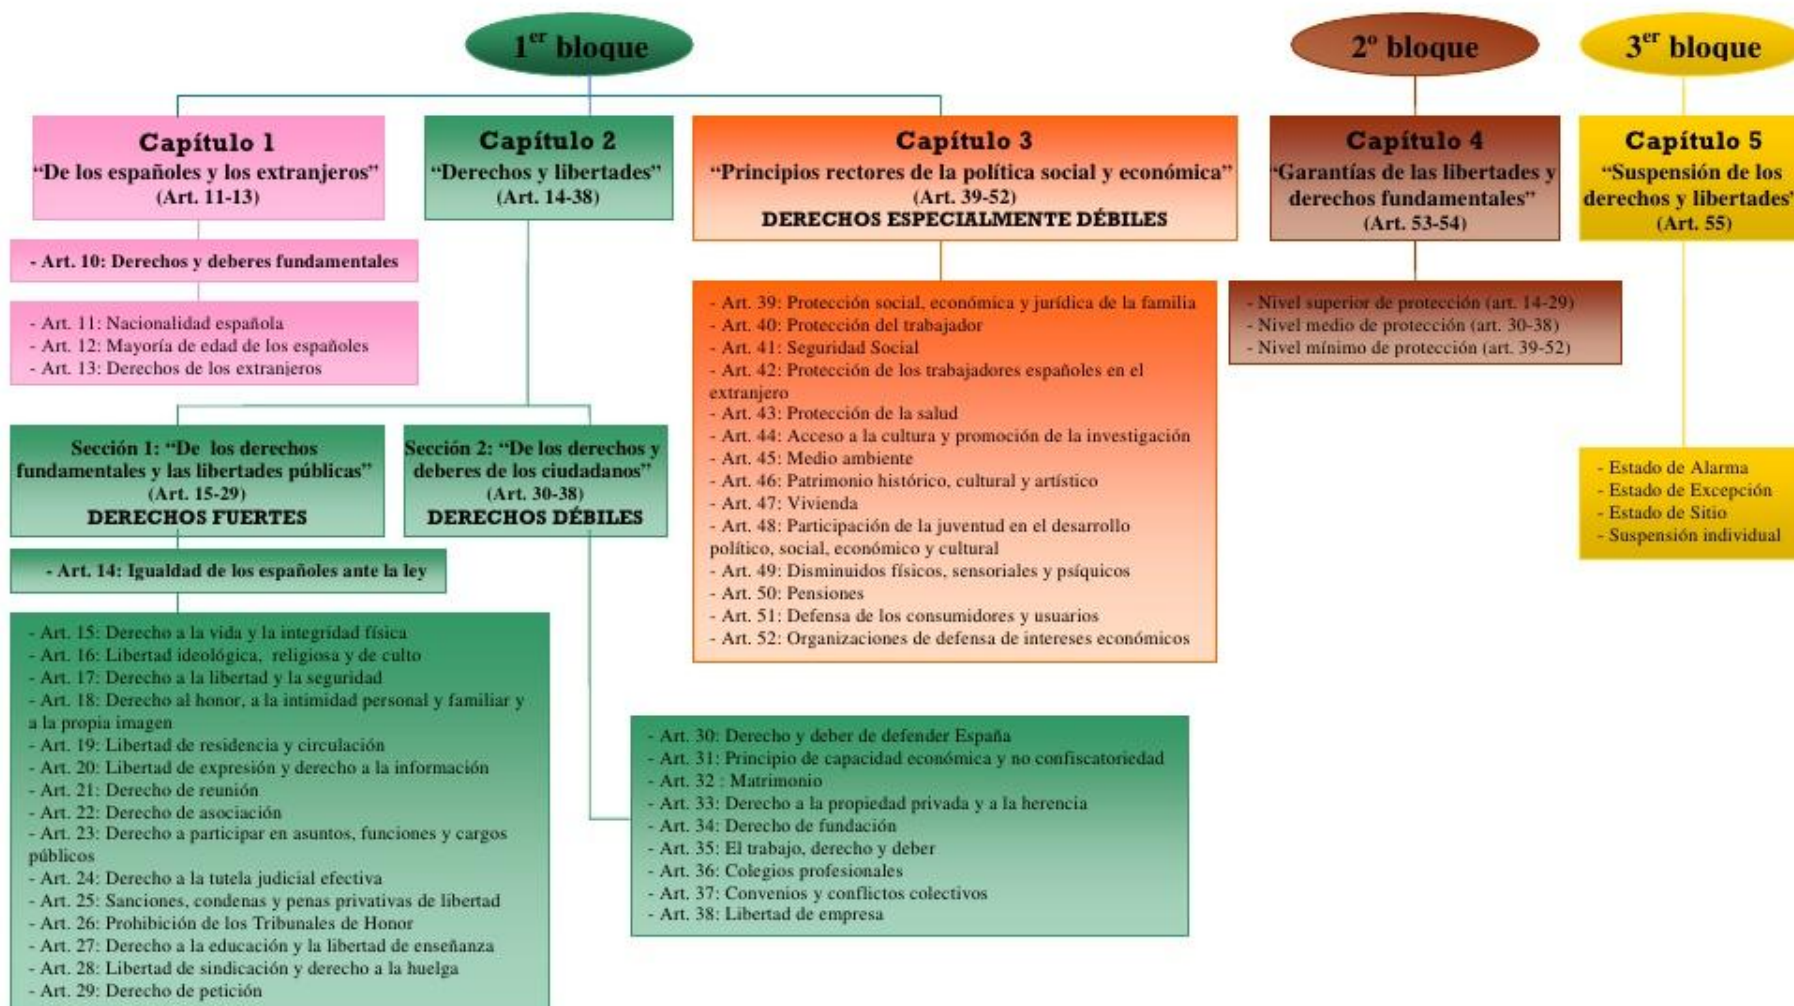 1er bloque
2º bloque
3er bloque
Capítulo 1
“De los españoles y los extranjeros”
(Art. 11-13)
Capítulo 2
“Derechos y libertades”
(Art. 14-38)
Capítulo 3
“Principios rectores de la política social y económica”
(Art. 39-52)
DERECHOS ESPECIALMENTE DÉBILES
Capítulo 4
“Garantías de las libertades y
derechos fundamentales”
(Art. 53-54)
Capítulo 5
“Suspensión de los
derechos y libertades”
(Art. 55)
- Art. 10: Derechos y deberes fundamentales
- Art. 11: Nacionalidad española
- Art. 12: Mayoría de edad de los españoles
- Art. 13: Derechos de los extranjeros
Sección 1: “De los derechos
fundamentales y las libertades públicas”
(Art. 15-29)
DERECHOS FUERTES
Sección 2: “De los derechos y
deberes de los ciudadanos”
(Art. 30-38)
DERECHOS DÉBILES
- Art. 14: Igualdad de los españoles ante la ley
- Art. 15: Derecho a la vida y la integridad física
- Art. 16: Libertad ideológica, religiosa y de culto
- Art. 17: Derecho a la libertad y la seguridad
- Art. 18: Derecho al honor, a la intimidad personal y familiar y
a la propia imagen
- Art. 19: Libertad de residencia y circulación
- Art. 20: Libertad de expresión y derecho a la información
- Art. 21: Derecho de reunión
- Art. 22: Derecho de asociación
- Art. 23: Derecho a participar en asuntos, funciones y cargos
públicos
- Art. 24: Derecho a la tutela judicial efectiva
- Art. 25: Sanciones, condenas y penas privativas de libertad
- Art. 26: Prohibición de los Tribunales de Honor
- Art. 27: Derecho a la educación y la libertad de enseñanza
- Art. 28: Libertad de sindicación y derecho a la huelga
- Art. 29: Derecho de petición
- Art. 30: Derecho y deber de defender España
- Art. 31: Principio de capacidad económica y no confiscatoriedad
- Art. 32 : Matrimonio
- Art. 33: Derecho a la propiedad privada y a la herencia
- Art. 34: Derecho de fundación
- Art. 35: El trabajo, derecho y deber
- Art. 36: Colegios profesionales
- Art. 37: Convenios y conflictos colectivos
- Art. 38: Libertad de empresa
- Art. 39: Protección social, económica y jurídica de la familia
- Art. 40: Protección del trabajador
- Art. 41: Seguridad Social
- Art. 42: Protección de los trabajadores españoles en el
extranjero
- Art. 43: Protección de la salud
- Art. 44: Acceso a la cultura y promoción de la investigación
- Art. 45: Medio ambiente
- Art. 46: Patrimonio histórico, cultural y artístico
- Art. 47: Vivienda
- Art. 48: Participación de la juventud en el desarrollo
político, social, económico y cultural
- Art. 49: Disminuidos físicos, sensoriales y psíquicos
- Art. 50: Pensiones
- Art. 51: Defensa de los consumidores y usuarios
- Art. 52: Organizaciones de defensa de intereses económicos
- Nivel superior de protección (art. 14-29)
- Nivel medio de protección (art. 30-38)
- Nivel mínimo de protección (art. 39-52)
- Estado de Alarma
- Estado de Excepción
- Estado de Sitio
- Suspensión individual